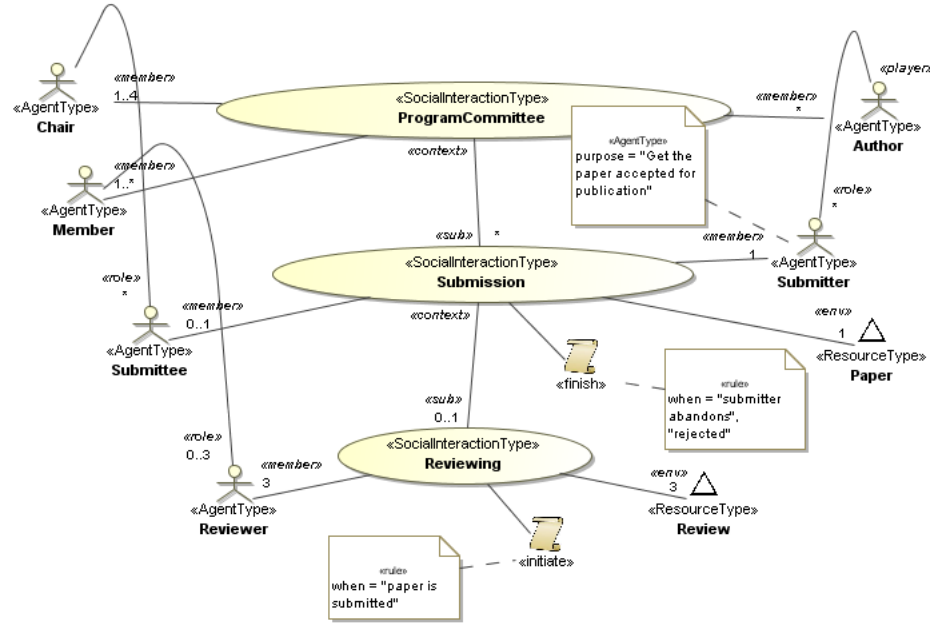 «member»
1..4
«AgentType»
Chair
«SocialInteractionType»
ProgramCommittee
«player»
«member»
*
«AgentType»
Author
«AgentType»
purpose = "Get the
paper accepted for
publication"
«context»
«member»
1..*
«AgentType»
Member
«role»
*
«sub» *
«member»
1
«AgentType»
Submitter
«SocialInteractionType»
Submission
«context»
«role»
*
«member»
0..1
«AgentType»
Submittee
«env»
1
«ResourceType»
Paper
«finish»
«rule»
when = "submitter
abandons",
"rejected"
«sub»
0..1
«SocialInteractionType»
Reviewing
«role»
0..3
«member»
3
«AgentType»
Reviewer
«env»
3
«ResourceType»
Review
«initiate»
«rule»
when = "paper is
submitted"